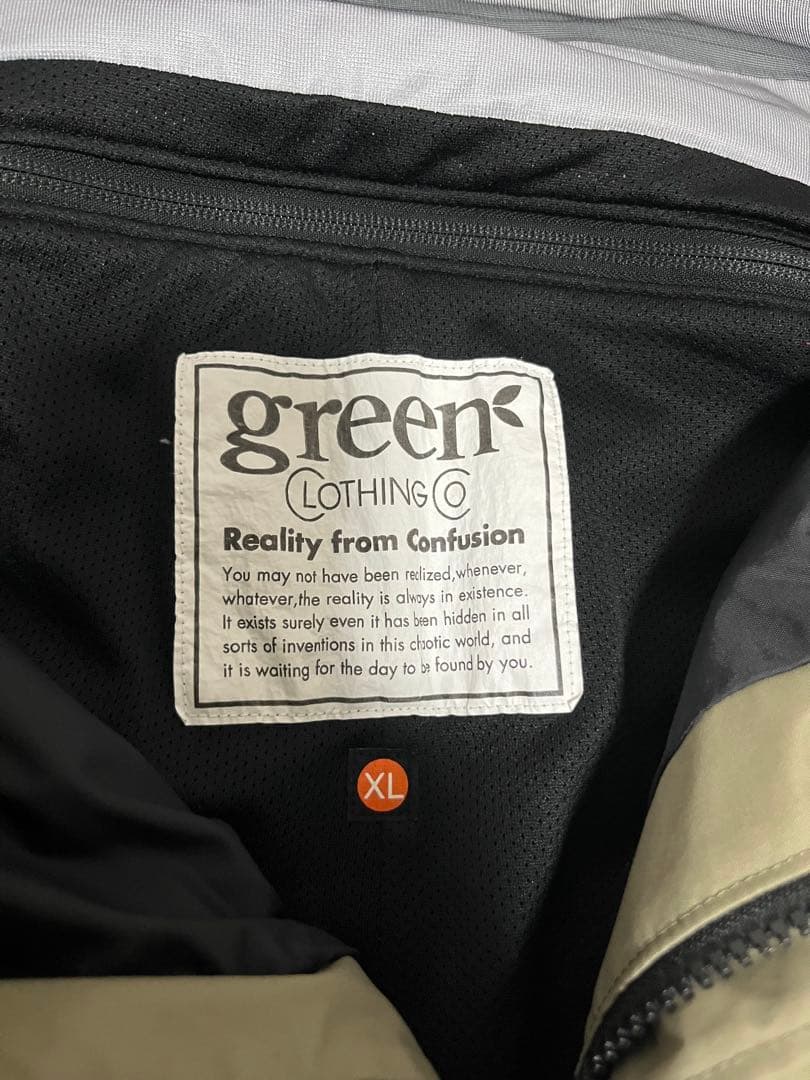 green
CLOTHING CO
Reality from Confusion
You may not have been reclized,whenever,
whatever,the reality is always in existence.
It exists surely even it has been hidden in all
sorts of inventions in this chaotic world, and
it is waiting for the day to be found by you.
XL